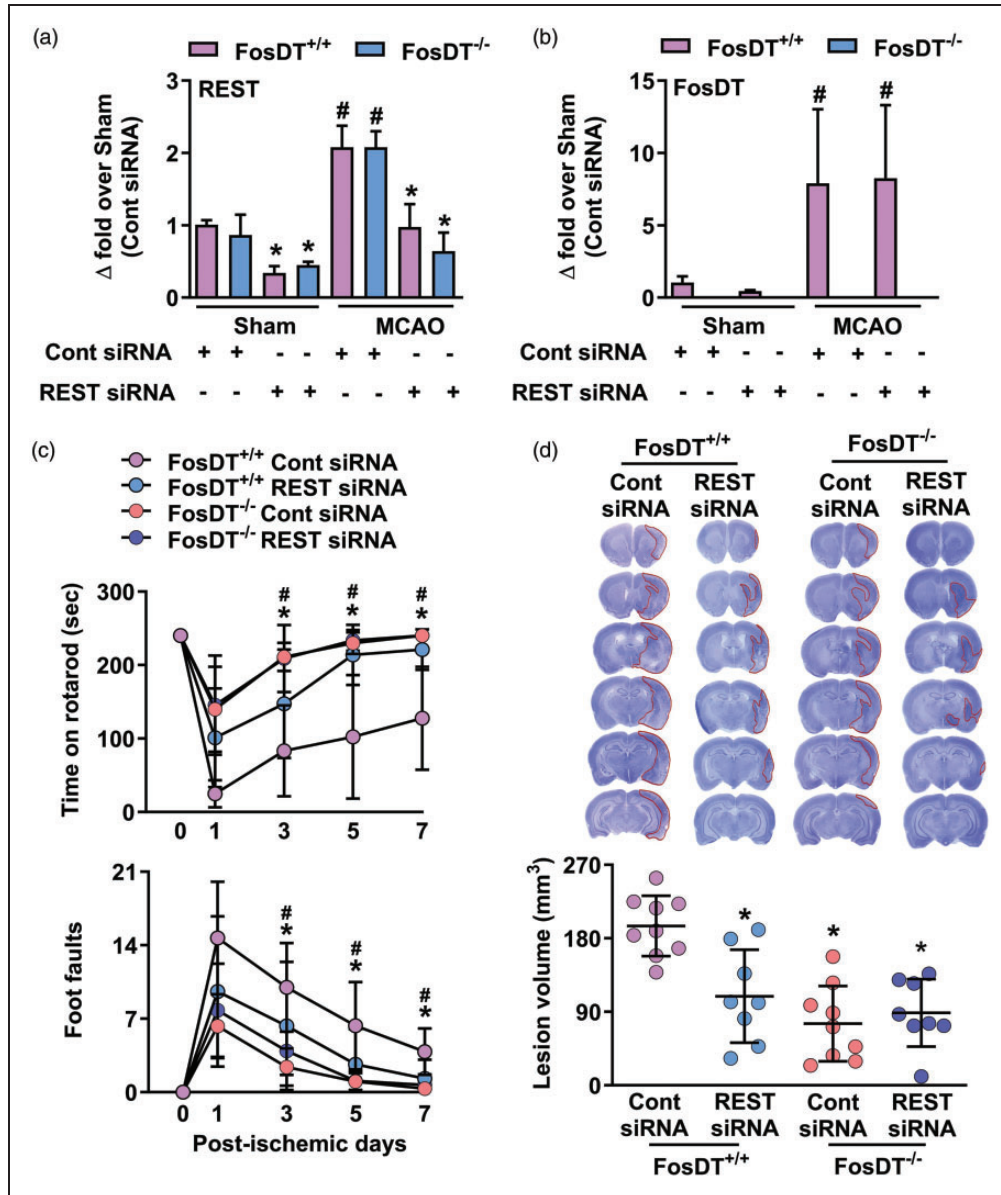 (a)
FosDT+/+ FosDT-/-
REST
Δ fold over Sham
(Cont siRNA)
3
2
1
0
# #
* * * *
Sham MCAO
Cont siRNA + + - - + + - -
REST siRNA - - + + - - + +
(b)
FosDT+/+ FosDT-/-
FosDT
Δ fold over Sham
(Cont siRNA)
15
10
5
0
# #
Sham MCAO
Cont siRNA + + - - + + - -
REST siRNA - - + + - - + +
(c)
FosDT+/+ Cont siRNA
FosDT+/+ REST siRNA
FosDT-/- Cont siRNA
FosDT-/- REST siRNA
Time on rotarod (sec)
300
200
100
0
# # #
* * *
0 1 3 5 7
Foot faults
21
14
7
0
# # #
* * *
0 1 3 5 7
Post-ischemic days
(d)
FosDT+/+ FosDT-/-
Cont siRNA REST siRNA Cont siRNA REST siRNA
Lesion volume (mm3)
270
180
90
0
* * *
Cont siRNA REST siRNA Cont siRNA REST siRNA
FosDT+/+ FosDT-/-